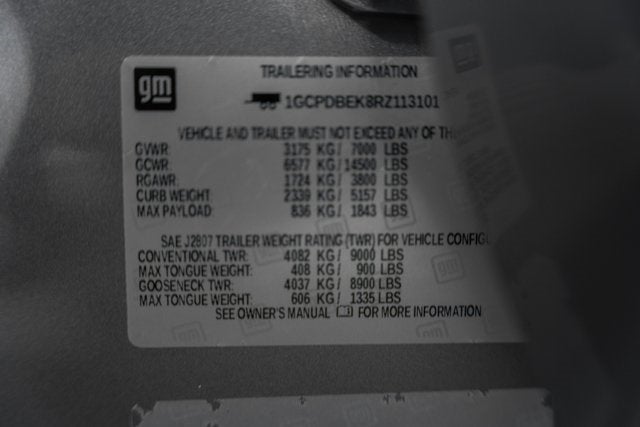 gm
TRAILERING INFORMATION
1GCPDBEK8RZ113101
VEHICLE AND TRAILER MUST NOT EXCEED ANY OF
GVWR: 3175 KG/ 7000 LBS
GCWR: 6577 KG/ 14500 LBS
RGAWR: 1724 KG/ 3800 LBS
CURB WEIGHT: 2339 KG/ 5157 LBS
MAX PAYLOAD: 836 KG/ 1843 LBS
SAE J2807 TRAILER WEIGHT RATING (TWR) FOR VEHICLE
CONVENTIONAL TWR: 4082 KG/ 9000 LBS
MAX TONGUE WEIGHT: 408 KG/ 900 LBS
GOOSENECK TWR: 4037 KG/ 8900 LBS
MAX TONGUE WEIGHT: 606 KG/ 1335 LBS
SEE OWNER'S MANUAL FOR MORE INFORMATION